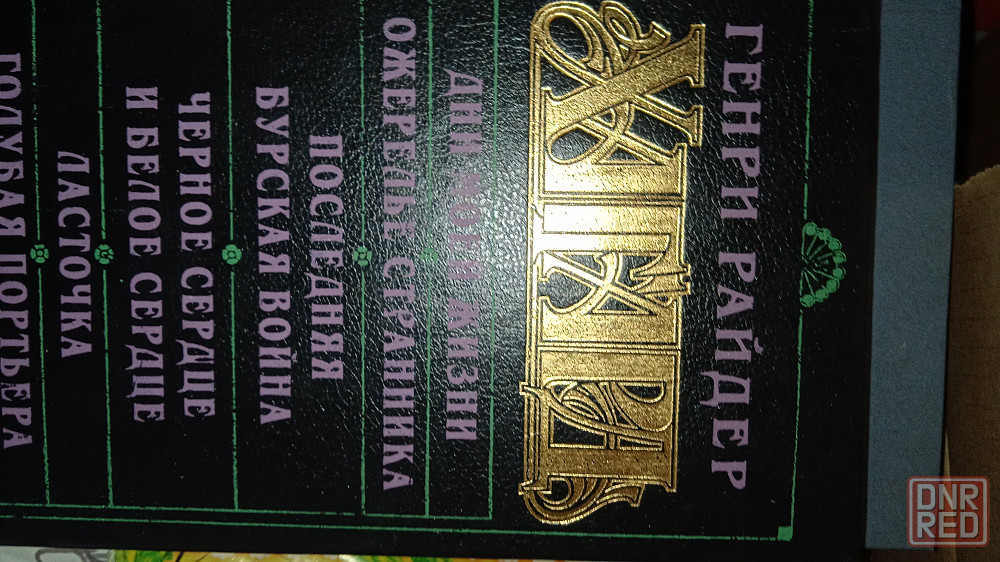 ГЕНРИ РАЙДЕР
ХАГГАРД
ДНИ МОЕЙ ЖИЗНИ
ОЖЕРЕЛЬЕ СТРАННИКА
ПОСЛЕДНЯЯ
БУРСКАЯ ВОЙНА
ЧЕРНОЕ СЕРДЦЕ
И БЕЛОЕ СЕРДЦЕ
ЛАСТОЧКА
ГОЛУБАЯ ПОРТЬЕРА
DNR
RED